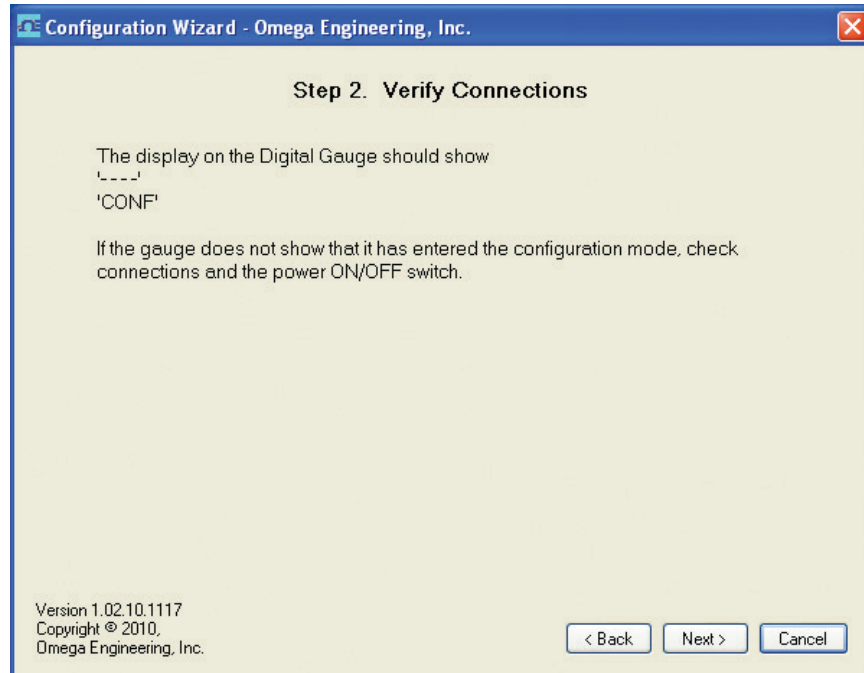 Configuration Wizard - Omega Engineering, Inc.
Step 2. Verify Connections
The display on the Digital Gauge should show
'----'
'CONF'
If the gauge does not show that it has entered the configuration mode, check
connections and the power ON/OFF switch.
Version 1.02.10.1117
Copyright © 2010,
Omega Engineering, Inc.
< Back Next > Cancel